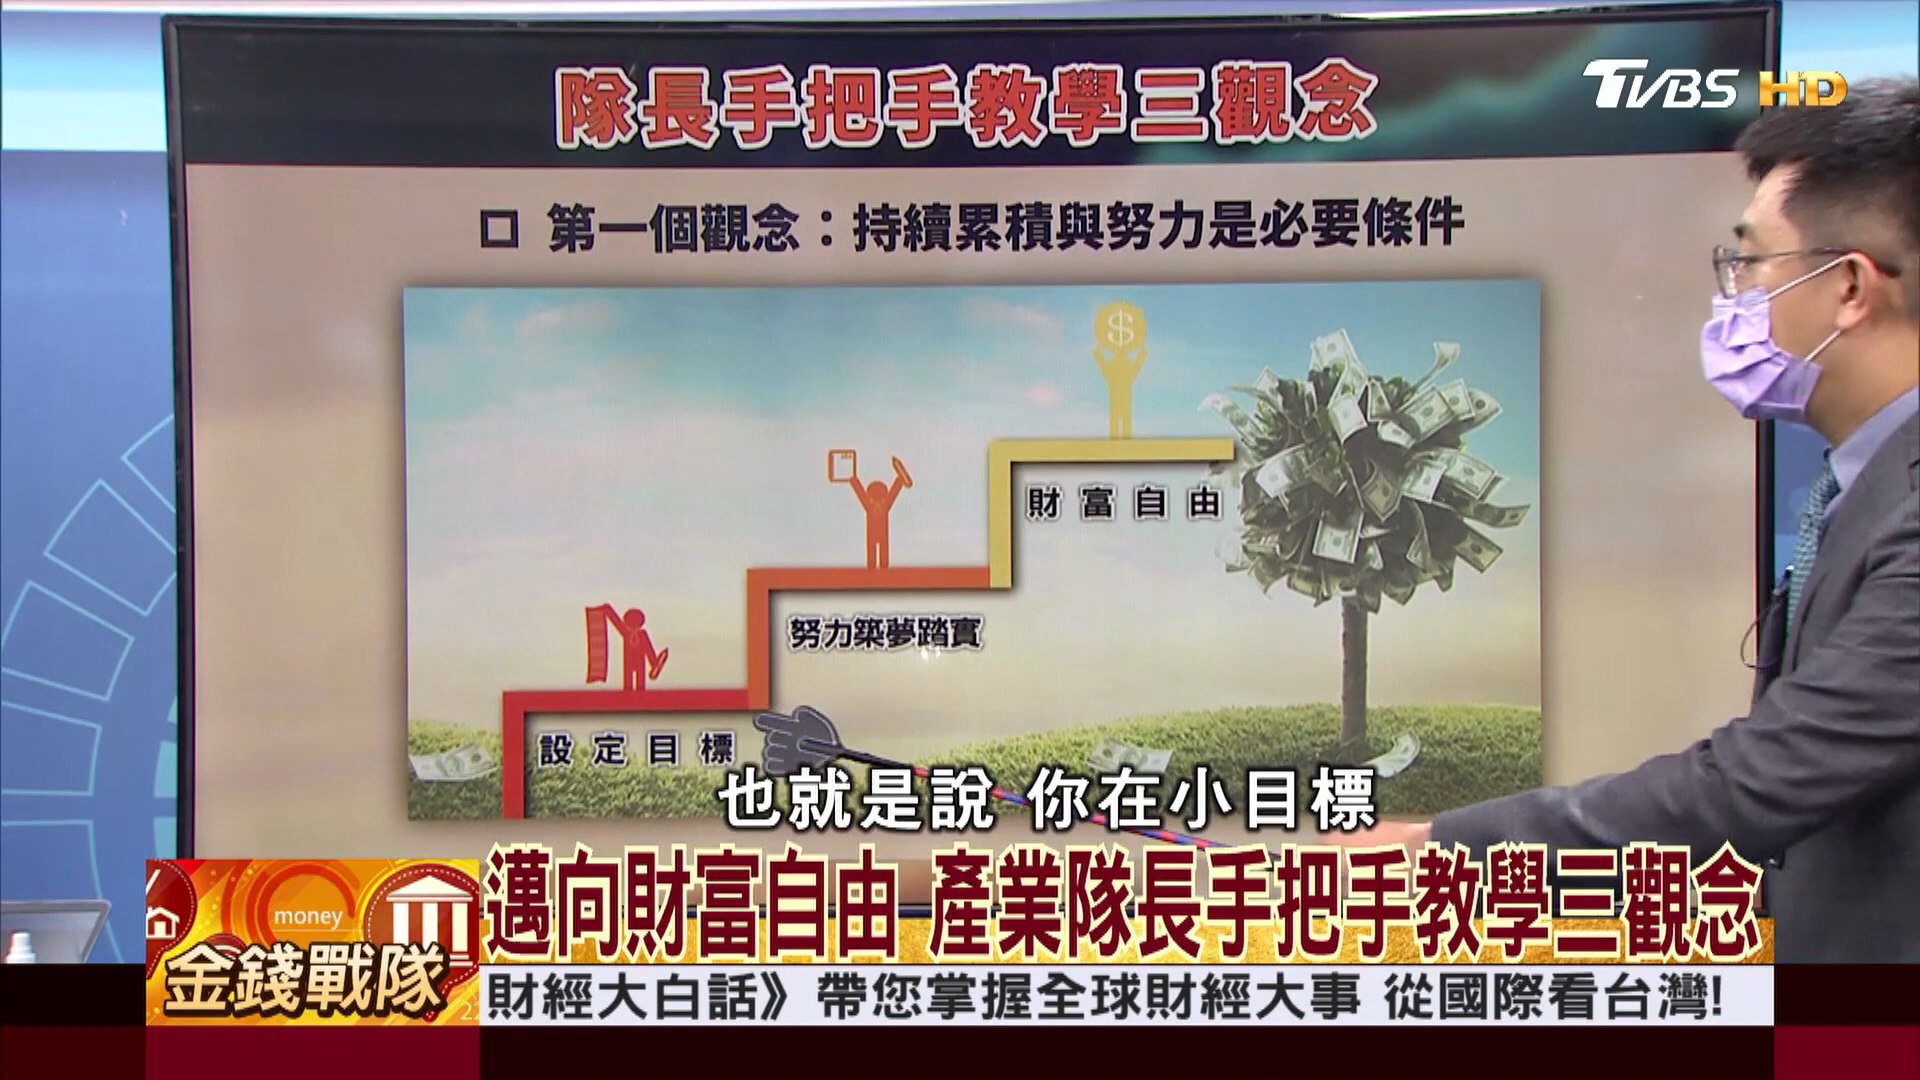 隊長手把手教學三觀念
TVBS HD
第一個觀念：持續累積與努力是必要條件
$
財富自由
努力築夢踏實
設定目標
也就是說 你在小目標
邁向財富自由 產業隊長手把手教學三觀念
money
金錢戰隊
財經大白話》帶您掌握全球財經大事 從國際看台灣!